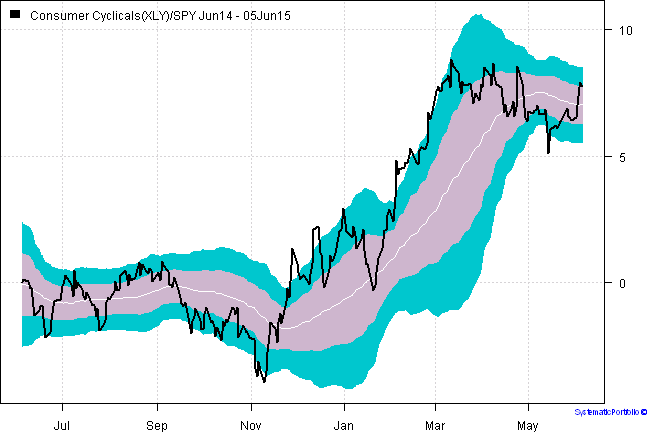 Consumer Cyclicals(XLY)/SPY Jun14 - 05Jun15
10
5
0
Jul Sep Nov Jan Mar May
SystematicPortfolio ©